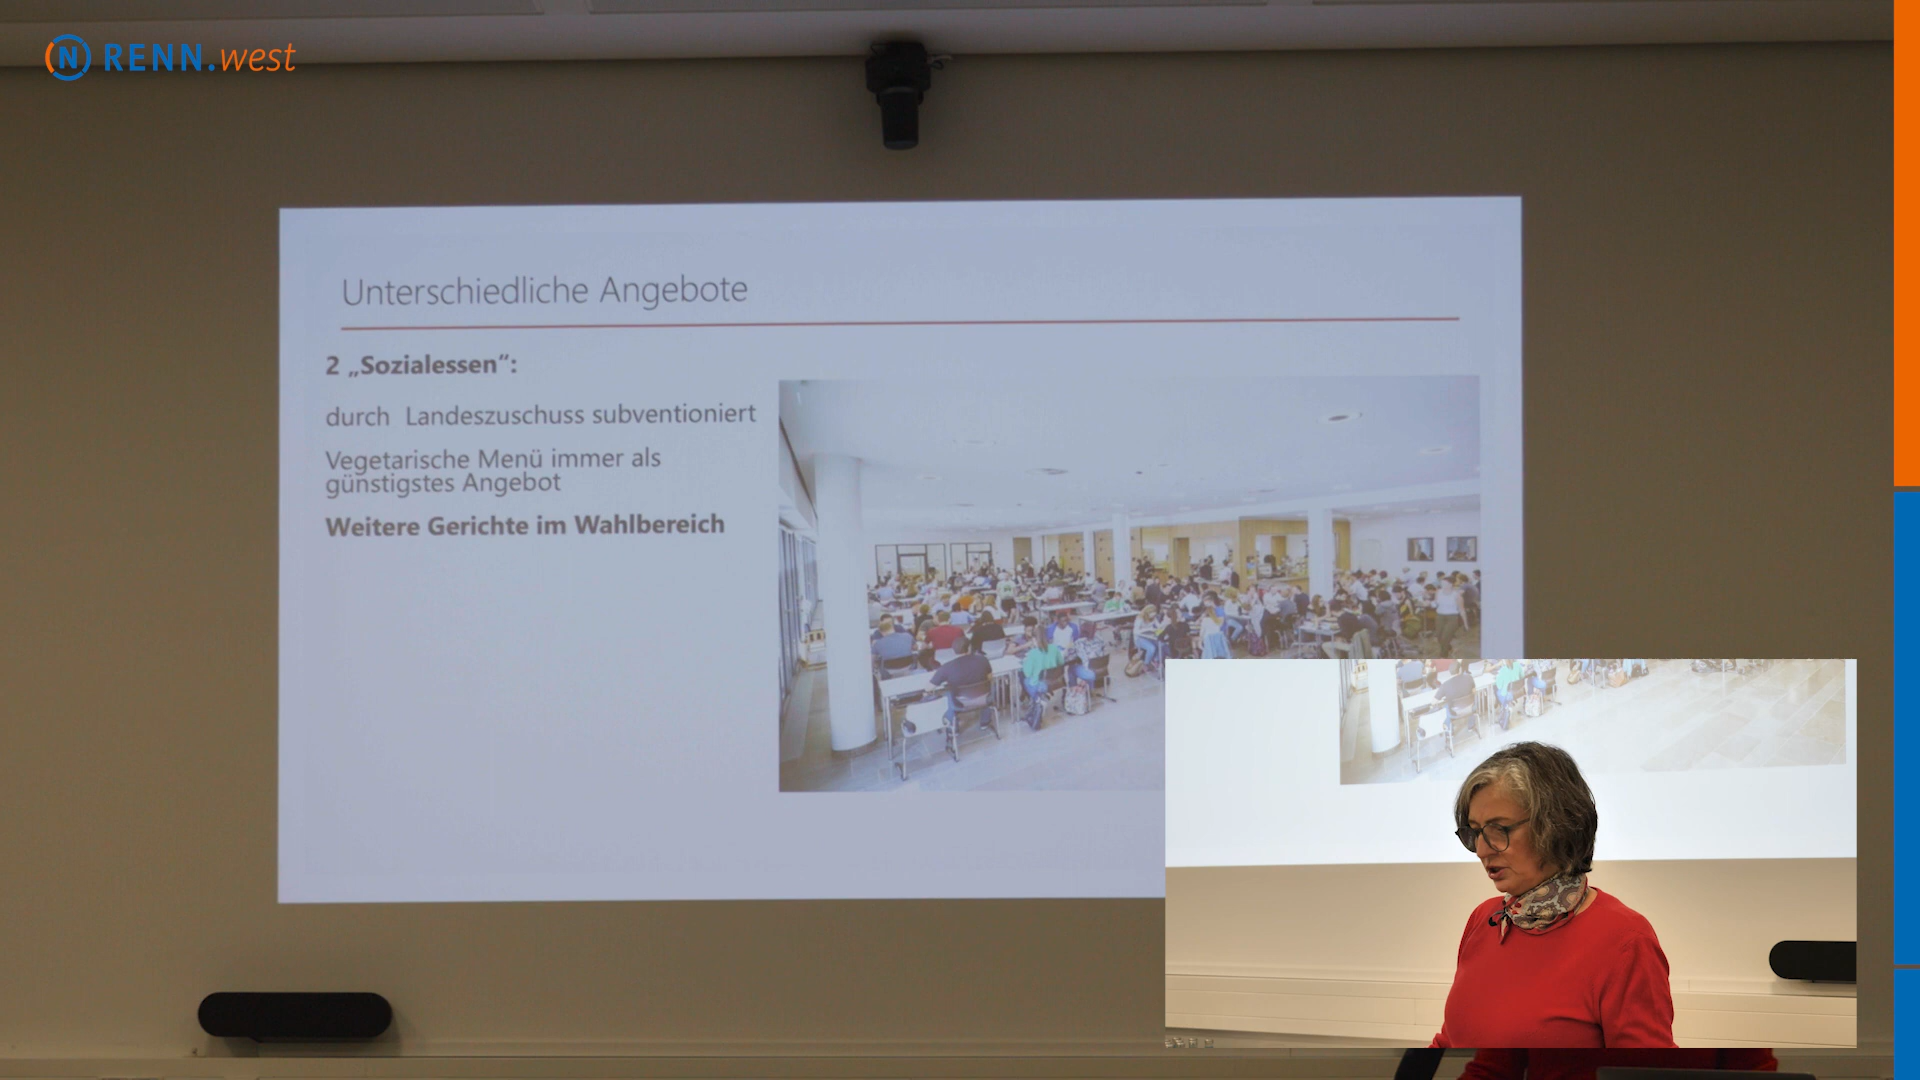 RENN.west
Unterschiedliche Angebote
2 „Sozialessen“:
durch Landeszuschuss subventioniert
Vegetarische Menü immer als
günstigstes Angebot
Weitere Gerichte im Wahlbereich